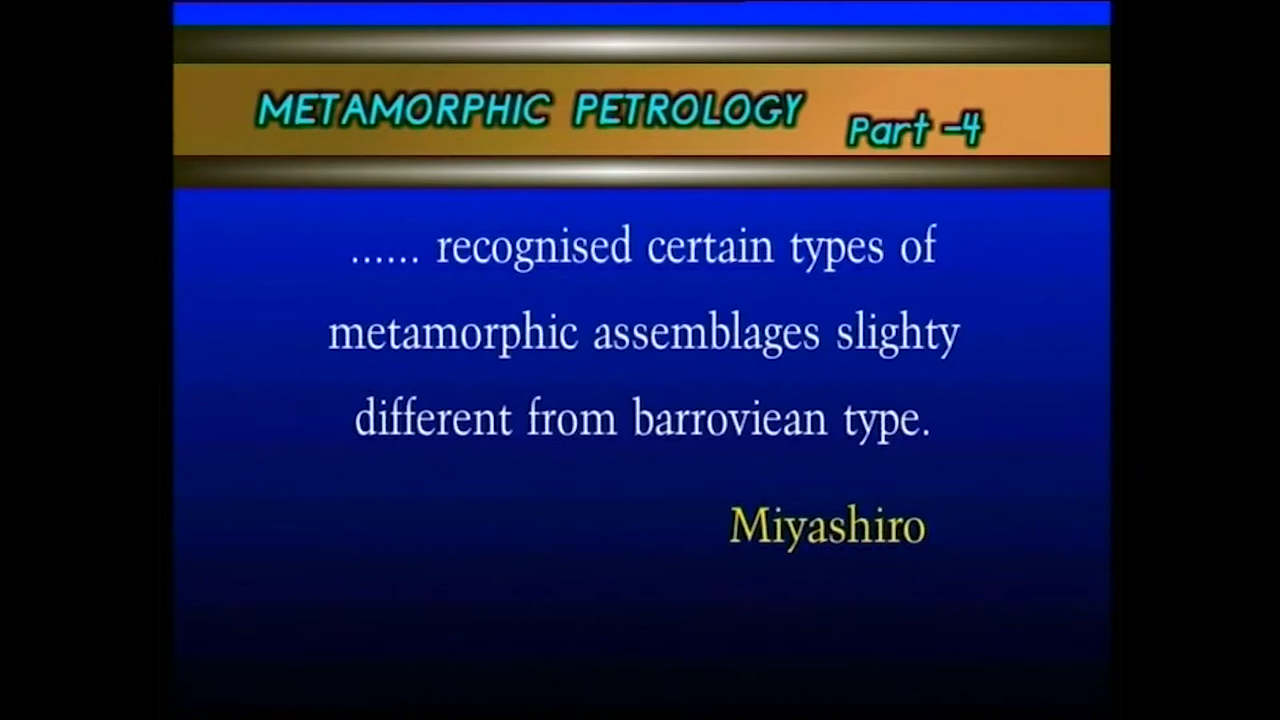 METAMORPHIC PETROLOGY Part -4
...... recognised certain types of
metamorphic assemblages slighty
different from barroviean type.
Miyashiro